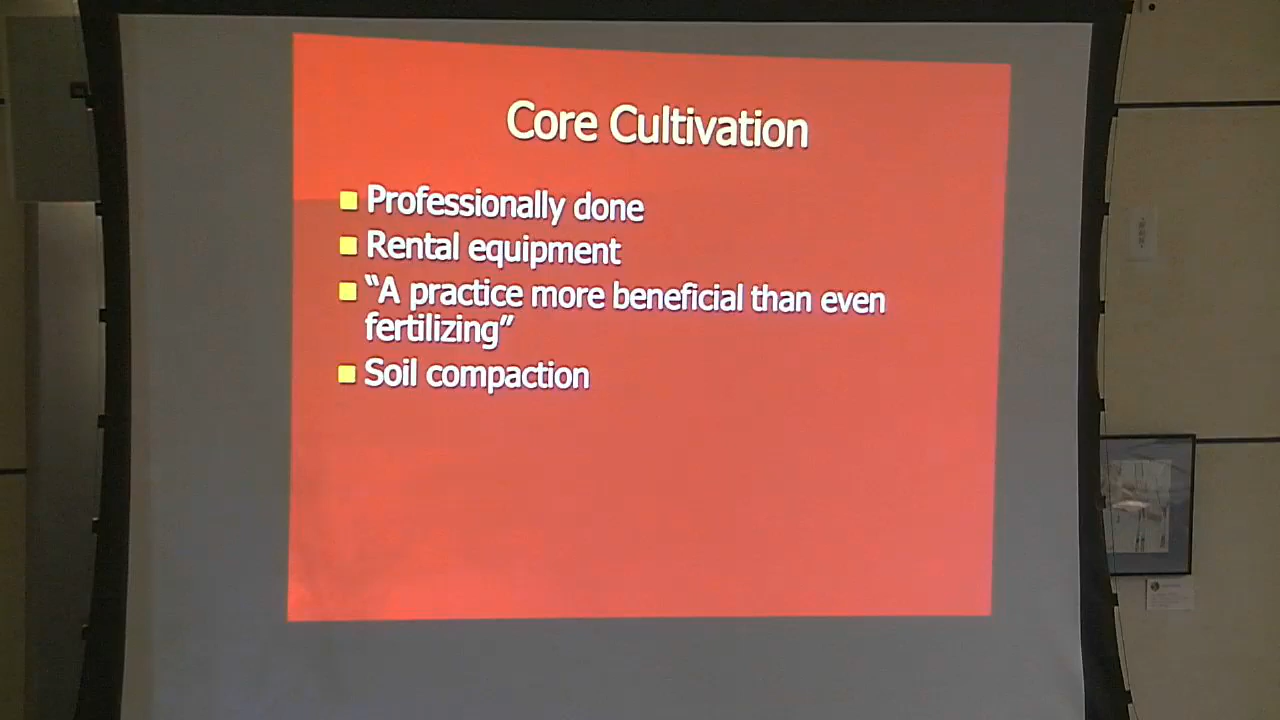 Core Cultivation
Professionally done
Rental equipment
“A practice more beneficial than even
fertilizing”
Soil compaction